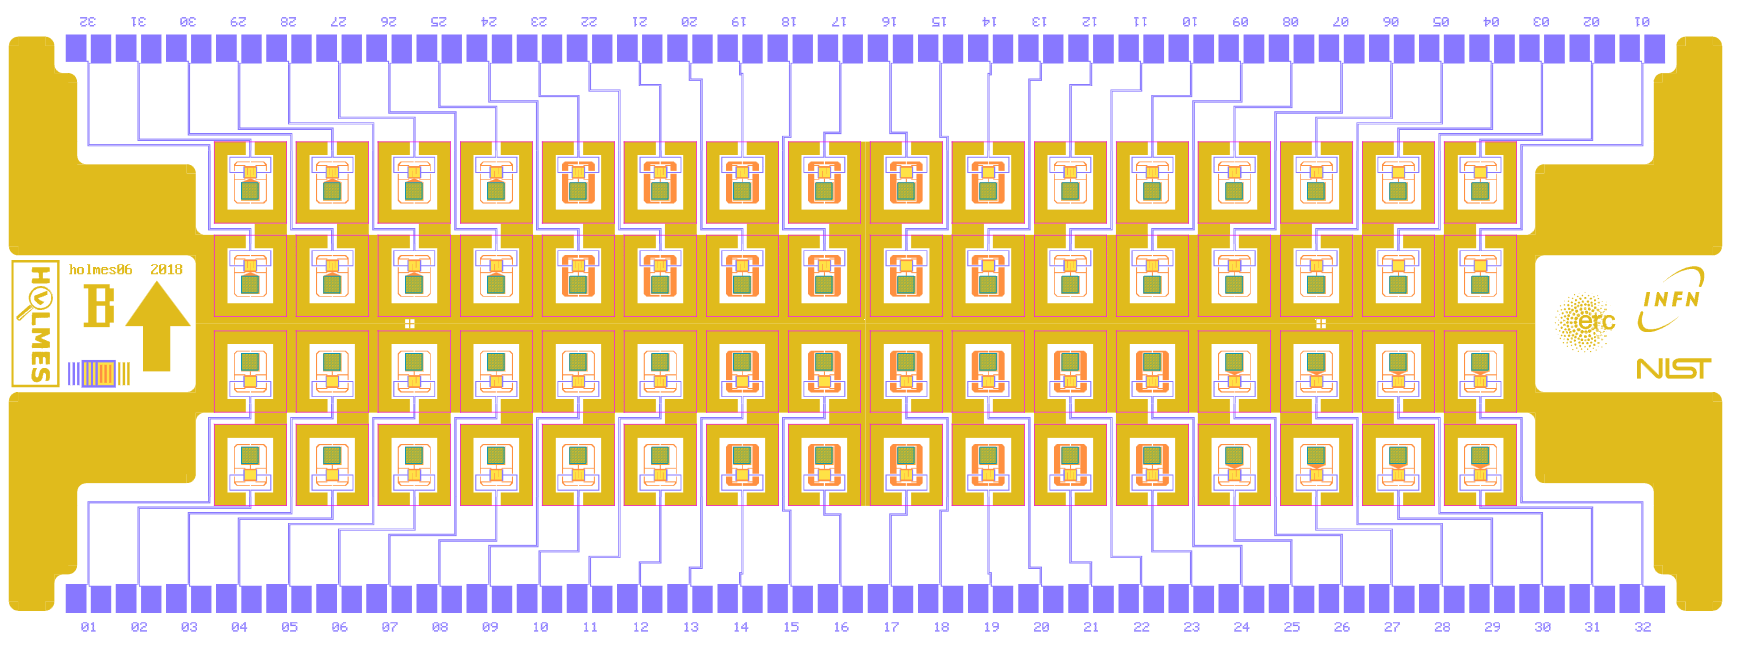 32 31 30 29 28 27 26 25 24 23 22 21 20 19 18 17 16 15 14 13 12 11 10 09 08 07 06 05 04 03 02 01
holmes06 2018
B
HOLMES
INFN
erc
NIST
01 02 03 04 05 06 07 08 09 10 11 12 13 14 15 16 17 18 19 20 21 22 23 24 25 26 27 28 29 30 31 32